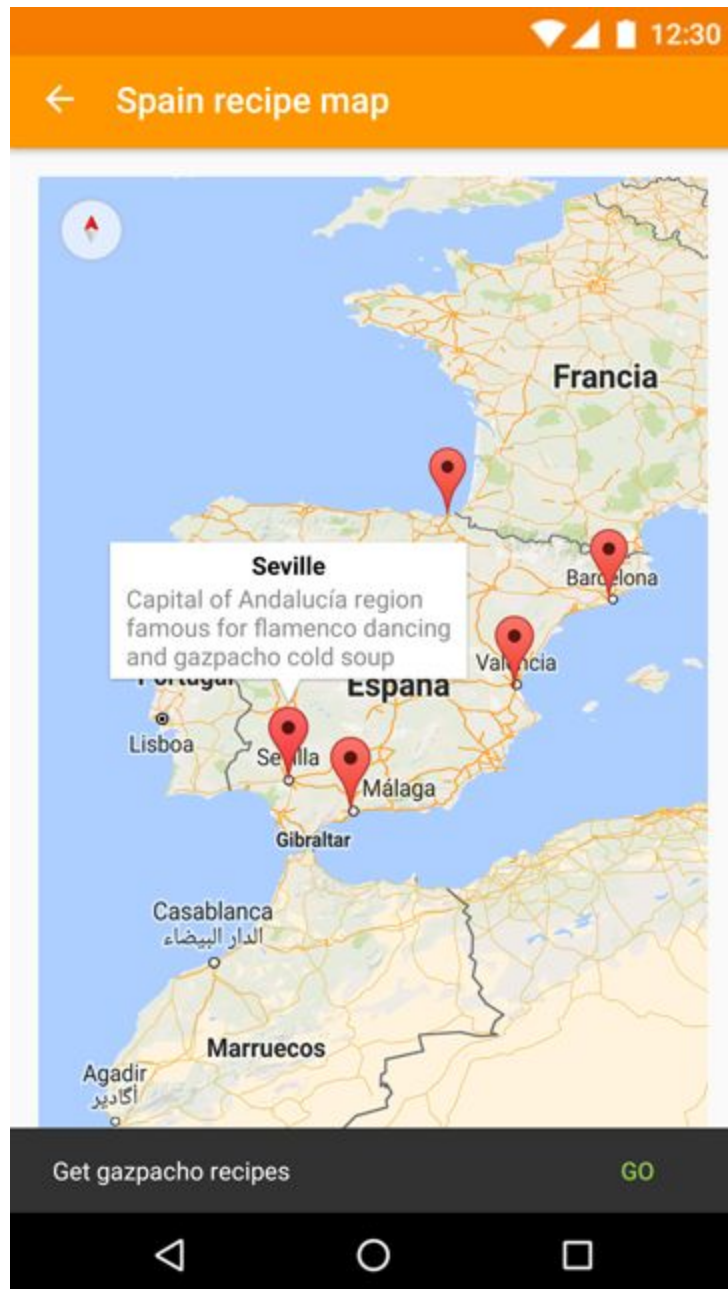 12:30
Spain recipe map
Francia
Seville
Capital of Andalucía region
famous for flamenco dancing
and gazpacho cold soup
Barcelona
Valencia
Portugal
España
Lisboa
Sevilla
Málaga
Gibraltar
Casablanca
الدار البيضاء
Marruecos
Agadir
أكادير
Get gazpacho recipes
GO